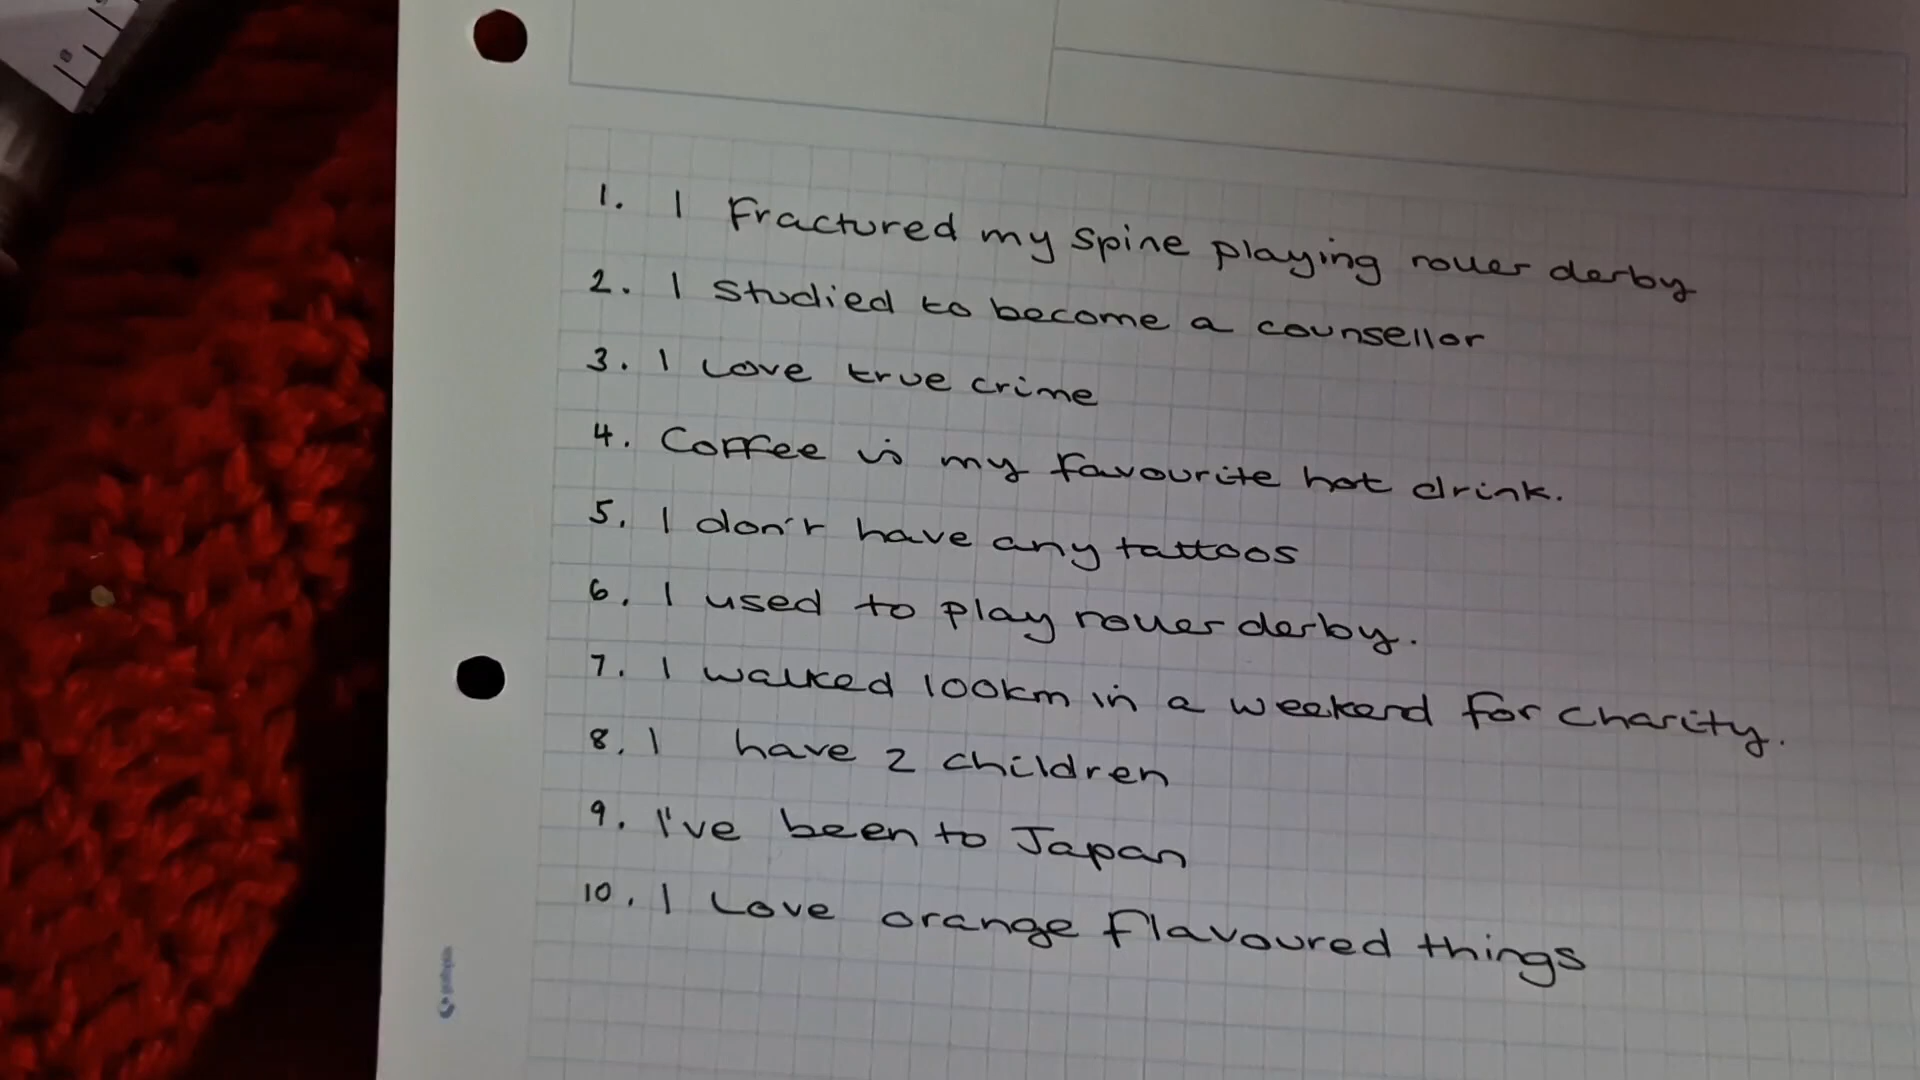 1. I Fractured my spine playing roller derby
2. I studied to become a counsellor
3. I love true crime
4. Coffee is my favourite hot drink.
5. I don't have any tattoos
6. I used to play roller derby.
7. I walked 100km in a weekend for charity.
8. I have 2 children
9. I've been to Japan
10. I love orange flavoured things